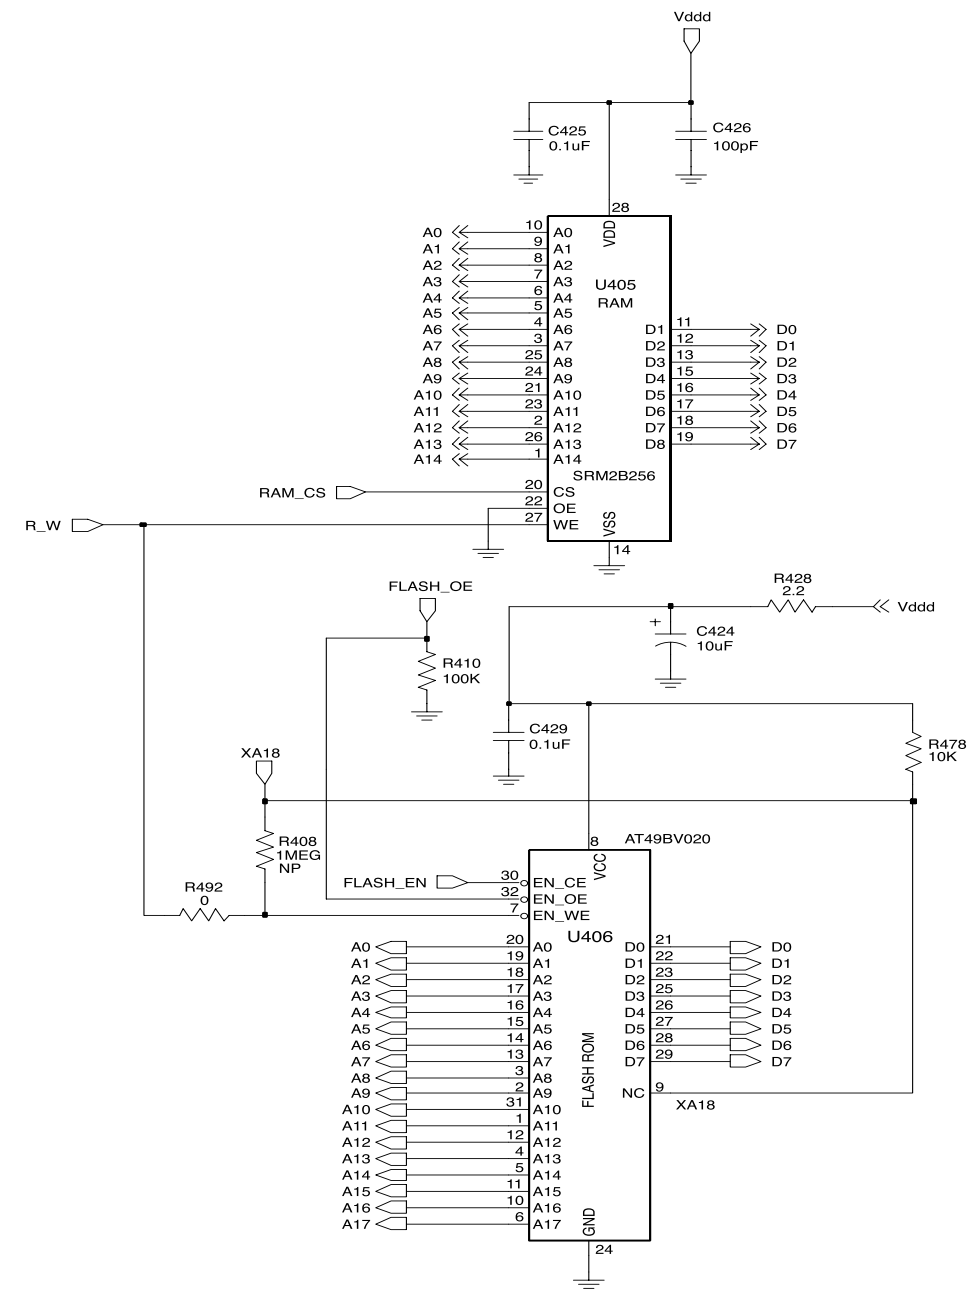 Vddd
C425
0.1uF
C426
100pF
28
VDD
A0 10 A0
A1 9 A1
A2 8 A2
A3 7 A3
A4 6 A4
A5 5 A5
A6 4 A6
A7 3 A7
A8 25 A8
A9 24 A9
A10 21 A10
A11 23 A11
A12 2 A12
A13 26 A13
A14 1 A14
U405
RAM
D1 11 D0
D2 12 D1
D3 13 D2
D4 15 D3
D5 16 D4
D6 17 D5
D7 18 D6
D8 19 D7
SRM2B256
RAM_CS 20 CS
22 OE
R_W 27 WE
VSS
14
FLASH_OE
R410
100K
R428
2.2
Vddd
+
C424
10uF
C429
0.1uF
R478
10K
XA18
R408
1MEG
NP
R492
0
8
VCC
AT49BV020
FLASH_EN 30 EN_CE
32 EN_OE
7 EN_WE
U406
A0 20 A0
A1 19 A1
A2 18 A2
A3 17 A3
A4 16 A4
A5 15 A5
A6 14 A6
A7 13 A7
A8 3 A8
A9 2 A9
A10 31 A10
A11 1 A11
A12 12 A12
A13 4 A13
A14 5 A14
A15 11 A15
A16 10 A16
A17 6 A17
FLASH ROM
D0 21 D0
D1 22 D1
D2 23 D2
D3 25 D3
D4 26 D4
D5 27 D5
D6 28 D6
D7 29 D7
NC 9
XA18
GND
24